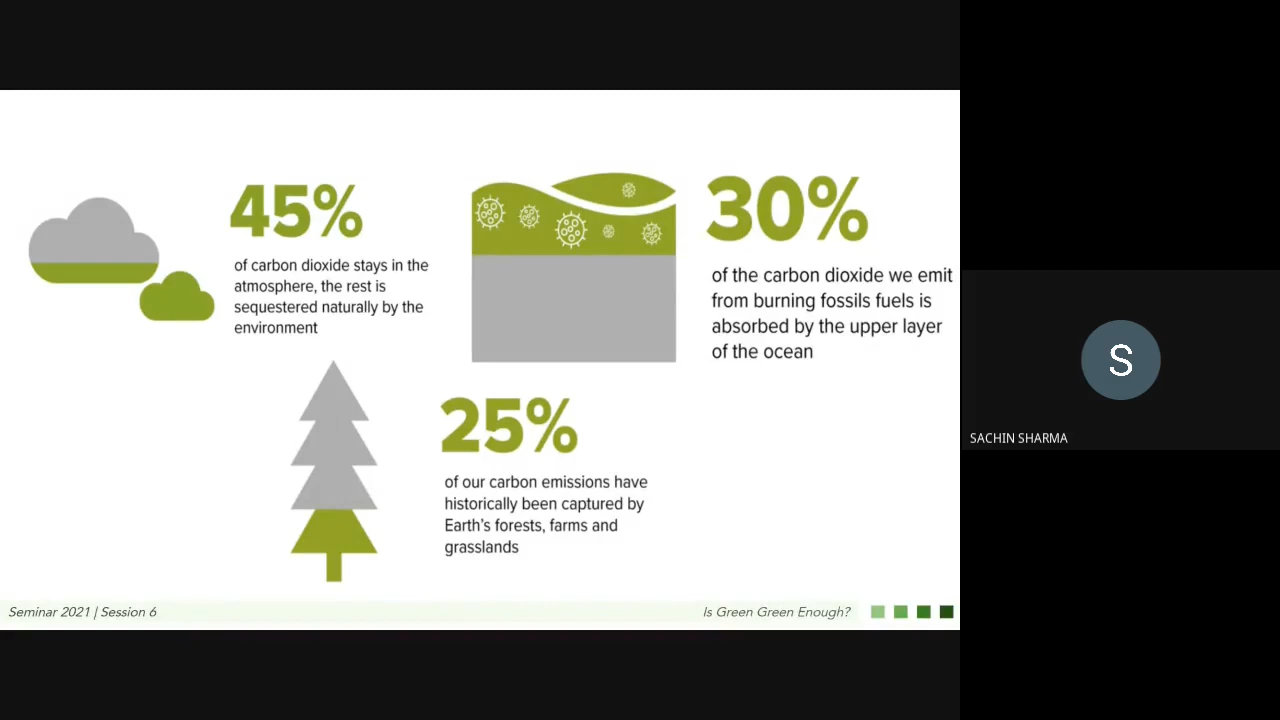 45%
of carbon dioxide stays in the
atmosphere, the rest is
sequestered naturally by the
environment
30%
of the carbon dioxide we emit
from burning fossils fuels is
absorbed by the upper layer
of the ocean
25%
of our carbon emissions have
historically been captured by
Earth's forests, farms and
grasslands
Seminar 2021 | Session 6
Is Green Green Enough?
S
SACHIN SHARMA